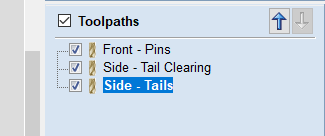 Toolpaths
Front - Pins
Side - Tail Clearing
Side - Tails